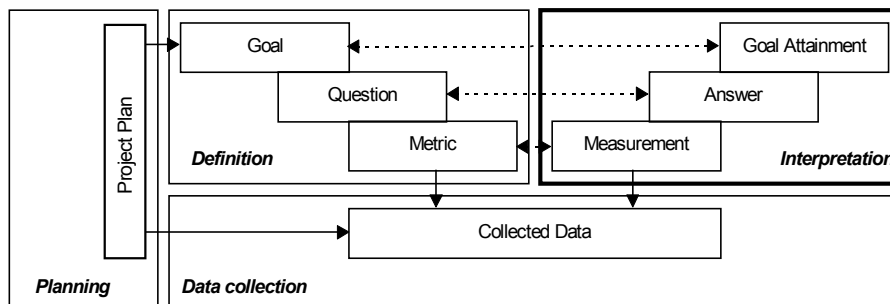 Goal
Goal Attainment
Question
Answer
Metric
Measurement
Definition
Interpretation
Project Plan
Collected Data
Planning
Data collection